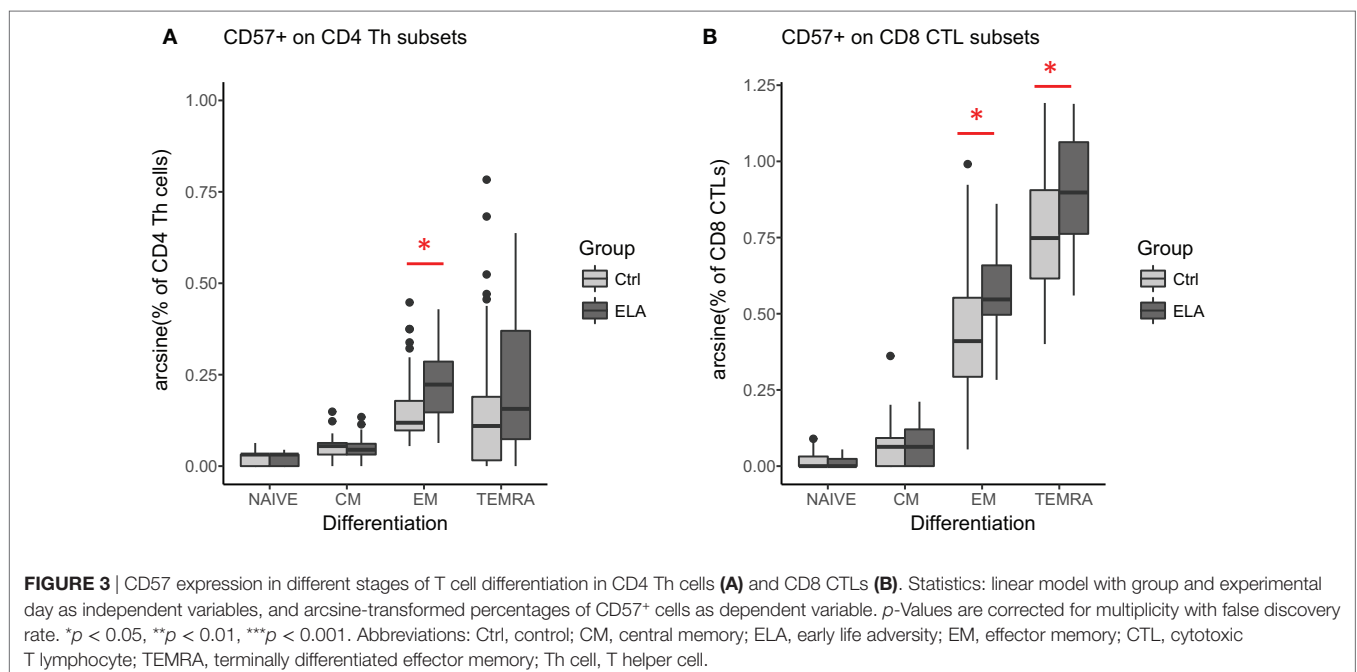 A CD57+ on CD4 Th subsets
arcsine(% of CD4 Th cells)
1.00
0.75
0.50
0.25
0.00
*
NAIVE CM EM TEMRA
Differentiation
Group
Ctrl
ELA
B CD57+ on CD8 CTL subsets
arcsine(% of CD8 CTLs)
1.25
1.00
0.75
0.50
0.25
0.00
*
*
NAIVE CM EM TEMRA
Differentiation
Group
Ctrl
ELA
FIGURE 3 | CD57 expression in different stages of T cell differentiation in CD4 Th cells (A) and CD8 CTLs (B). Statistics: linear model with group and experimental
day as independent variables, and arcsine-transformed percentages of CD57⁺ cells as dependent variable. p-Values are corrected for multiplicity with false discovery
rate. *p < 0.05, **p < 0.01, ***p < 0.001. Abbreviations: Ctrl, control; CM, central memory; ELA, early life adversity; EM, effector memory; CTL, cytotoxic
T lymphocyte; TEMRA, terminally differentiated effector memory; Th cell, T helper cell.